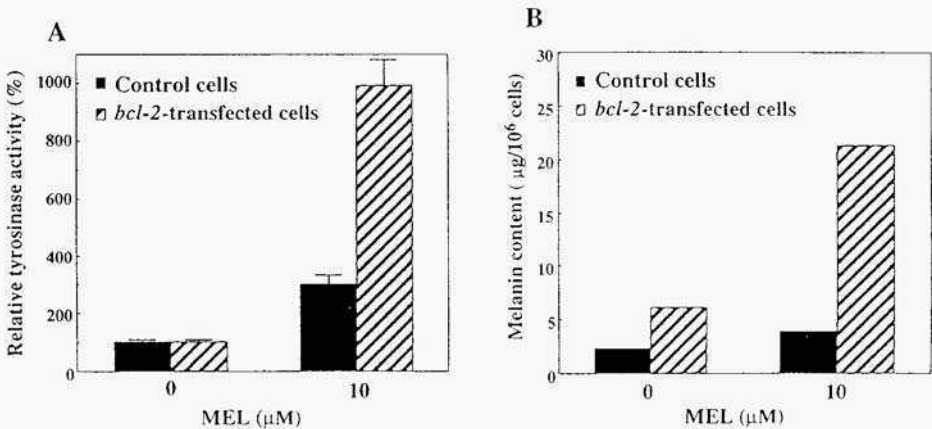 A
Relative tyrosinase activity (%)
1000
800
600
400
200
0
Control cells
bcl-2-transfected cells
0
10
MEL (μM)
B
Melanin content ( μg/10⁶ cells)
30
25
20
15
10
5
0
Control cells
bcl-2-transfected cells
0
10
MEL (μM)